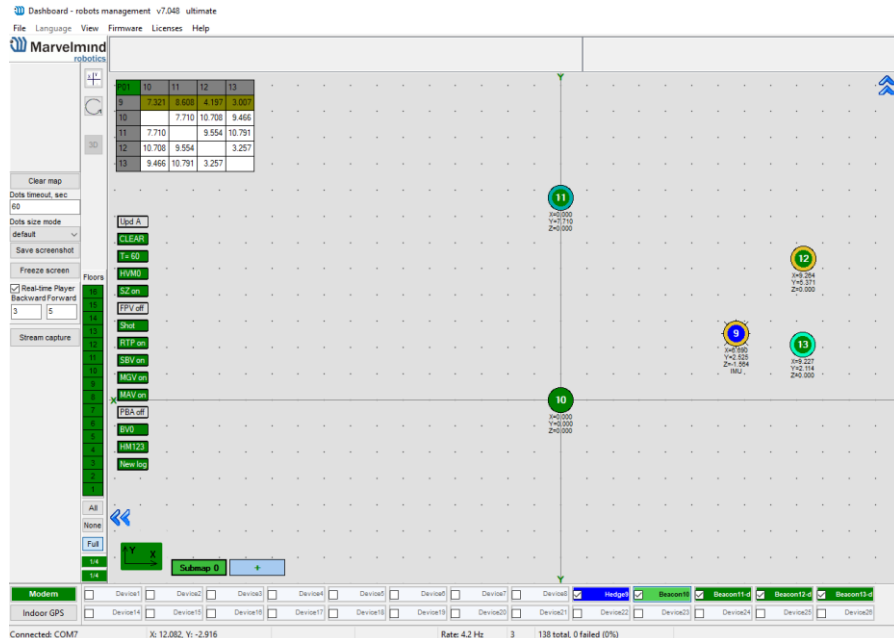 Dashboard - robots management v7.048 ultimate
File Language View Firmware Licenses Help
Marvelmind
robotics
P01 10 11 12 13
9 7.321 8.608 4.197 3.007
10 7.710 10.708 9.466
11 7.710 9.554 10.791
12 10.708 9.554 3.257
13 9.466 10.791 3.257
3D
Y
Clear map
Dots timeout, sec
60
Dots size mode
default
Save screenshot
Freeze screen
Real-time Player
Backward Forward
3 5
Stream capture
Floors
16
15
14
13
12
11
10
9
8
7
6
5
4
3
2
1
All
None
Full
1/4
1/4
Upd A
CLEAR
T= 60
HVM0
SZ on
FPV off
Shot
RTP on
SBV on
MGV on
MAV on
PBA off
BV0
HM123
New log
11
X=0.000
Y=7.710
Z=0.000
12
X=9.264
Y=5.371
Z=0.000
9
Y=2.525
Z=-1.584
IMU
13
X=9.227
Y=2.114
Z=0.000
X
10
X=0.000
Y=0.000
Z=0.000
Y
Y X
Submap 0 +
Modem Device1 Device2 Device3 Device4 Device5 Device6 Device7 Device8 Hedge9 Beacon10 Beacon11-d Beacon12-d Beacon13-d
Indoor GPS Device14 Device15 Device16 Device17 Device18 Device19 Device20 Device21 Device22 Device23 Device24 Device25 Device26
Connected: COM7 X: 12.082, Y: -2.916 Rate: 4.2 Hz 3 138 total, 0 failed (0%)